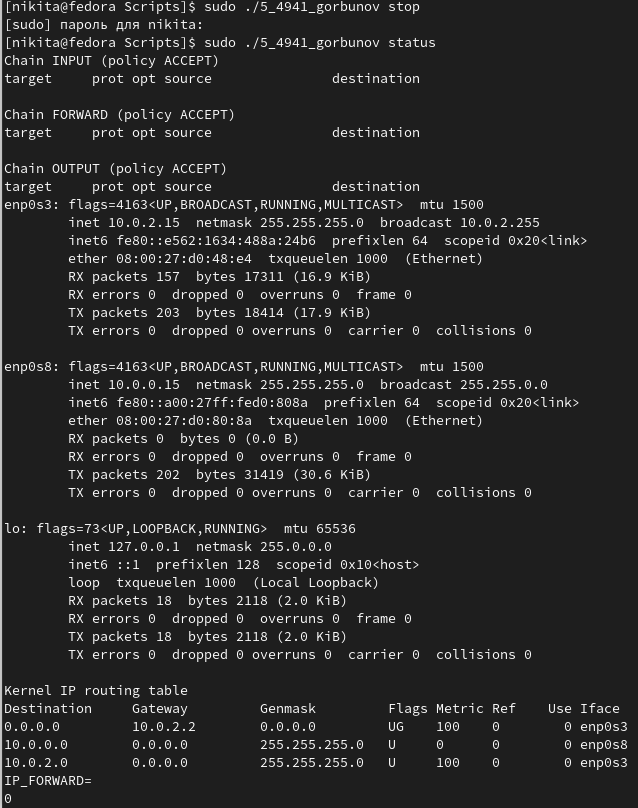 [nikita@fedora Scripts]$ sudo ./5_4941_gorbunov stop
[sudo] пароль для nikita:
[nikita@fedora Scripts]$ sudo ./5_4941_gorbunov status
Chain INPUT (policy ACCEPT)
target     prot opt source               destination

Chain FORWARD (policy ACCEPT)
target     prot opt source               destination

Chain OUTPUT (policy ACCEPT)
target     prot opt source               destination
enp0s3: flags=4163<UP,BROADCAST,RUNNING,MULTICAST>  mtu 1500
        inet 10.0.2.15  netmask 255.255.255.0  broadcast 10.0.2.255
        inet6 fe80::e562:1634:488a:24b6  prefixlen 64  scopeid 0x20<link>
        ether 08:00:27:d0:48:e4  txqueuelen 1000  (Ethernet)
        RX packets 157  bytes 17311 (16.9 KiB)
        RX errors 0  dropped 0  overruns 0  frame 0
        TX packets 203  bytes 18414 (17.9 KiB)
        TX errors 0  dropped 0 overruns 0  carrier 0  collisions 0

enp0s8: flags=4163<UP,BROADCAST,RUNNING,MULTICAST>  mtu 1500
        inet 10.0.0.15  netmask 255.255.255.0  broadcast 255.255.0.0
        inet6 fe80::a00:27ff:fed0:808a  prefixlen 64  scopeid 0x20<link>
        ether 08:00:27:d0:80:8a  txqueuelen 1000  (Ethernet)
        RX packets 0  bytes 0 (0.0 B)
        RX errors 0  dropped 0  overruns 0  frame 0
        TX packets 202  bytes 31419 (30.6 KiB)
        TX errors 0  dropped 0 overruns 0  carrier 0  collisions 0

lo: flags=73<UP,LOOPBACK,RUNNING>  mtu 65536
        inet 127.0.0.1  netmask 255.0.0.0
        inet6 ::1  prefixlen 128  scopeid 0x10<host>
        loop  txqueuelen 1000  (Local Loopback)
        RX packets 18  bytes 2118 (2.0 KiB)
        RX errors 0  dropped 0  overruns 0  frame 0
        TX packets 18  bytes 2118 (2.0 KiB)
        TX errors 0  dropped 0 overruns 0  carrier 0  collisions 0

Kernel IP routing table
Destination     Gateway         Genmask         Flags Metric Ref    Use Iface
0.0.0.0         10.0.2.2        0.0.0.0         UG    100    0        0 enp0s3
10.0.0.0        0.0.0.0         255.255.255.0   U     0      0        0 enp0s8
10.0.2.0        0.0.0.0         255.255.255.0   U     100    0        0 enp0s3
IP_FORWARD=
0